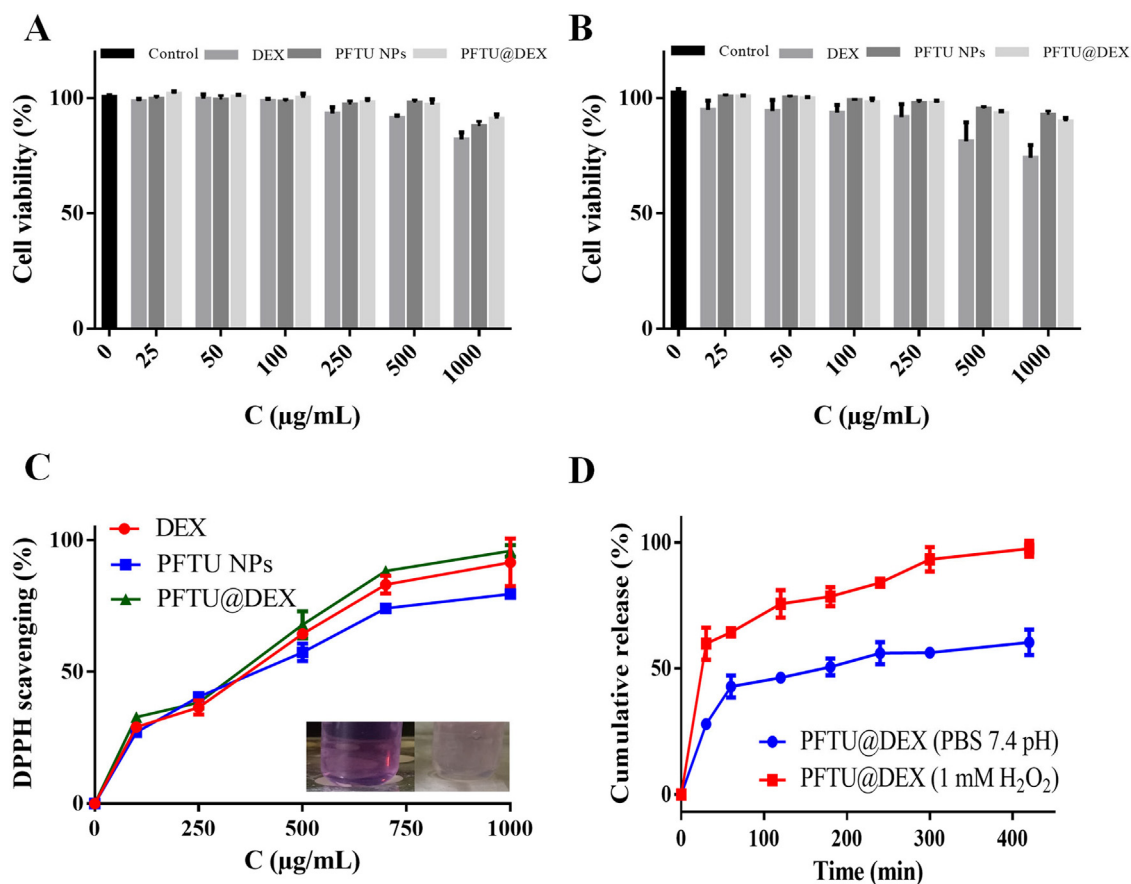 A
Control DEX PFTU NPs PFTU@DEX
Cell viability (%)
100
50
0
0 25 50 100 250 500 1000
C (µg/mL)
B
Control DEX PFTU NPs PFTU@DEX
Cell viability (%)
100
50
0
0 25 50 100 250 500 1000
C (µg/mL)
C
DEX
PFTU NPs
PFTU@DEX
DPPH scavenging (%)
100
50
0
0 250 500 750 1000
C (µg/mL)
D
Cumulative release (%)
100
50
0
PFTU@DEX (PBS 7.4 pH)
PFTU@DEX (1 mM H₂O₂)
0 100 200 300 400
Time (min)